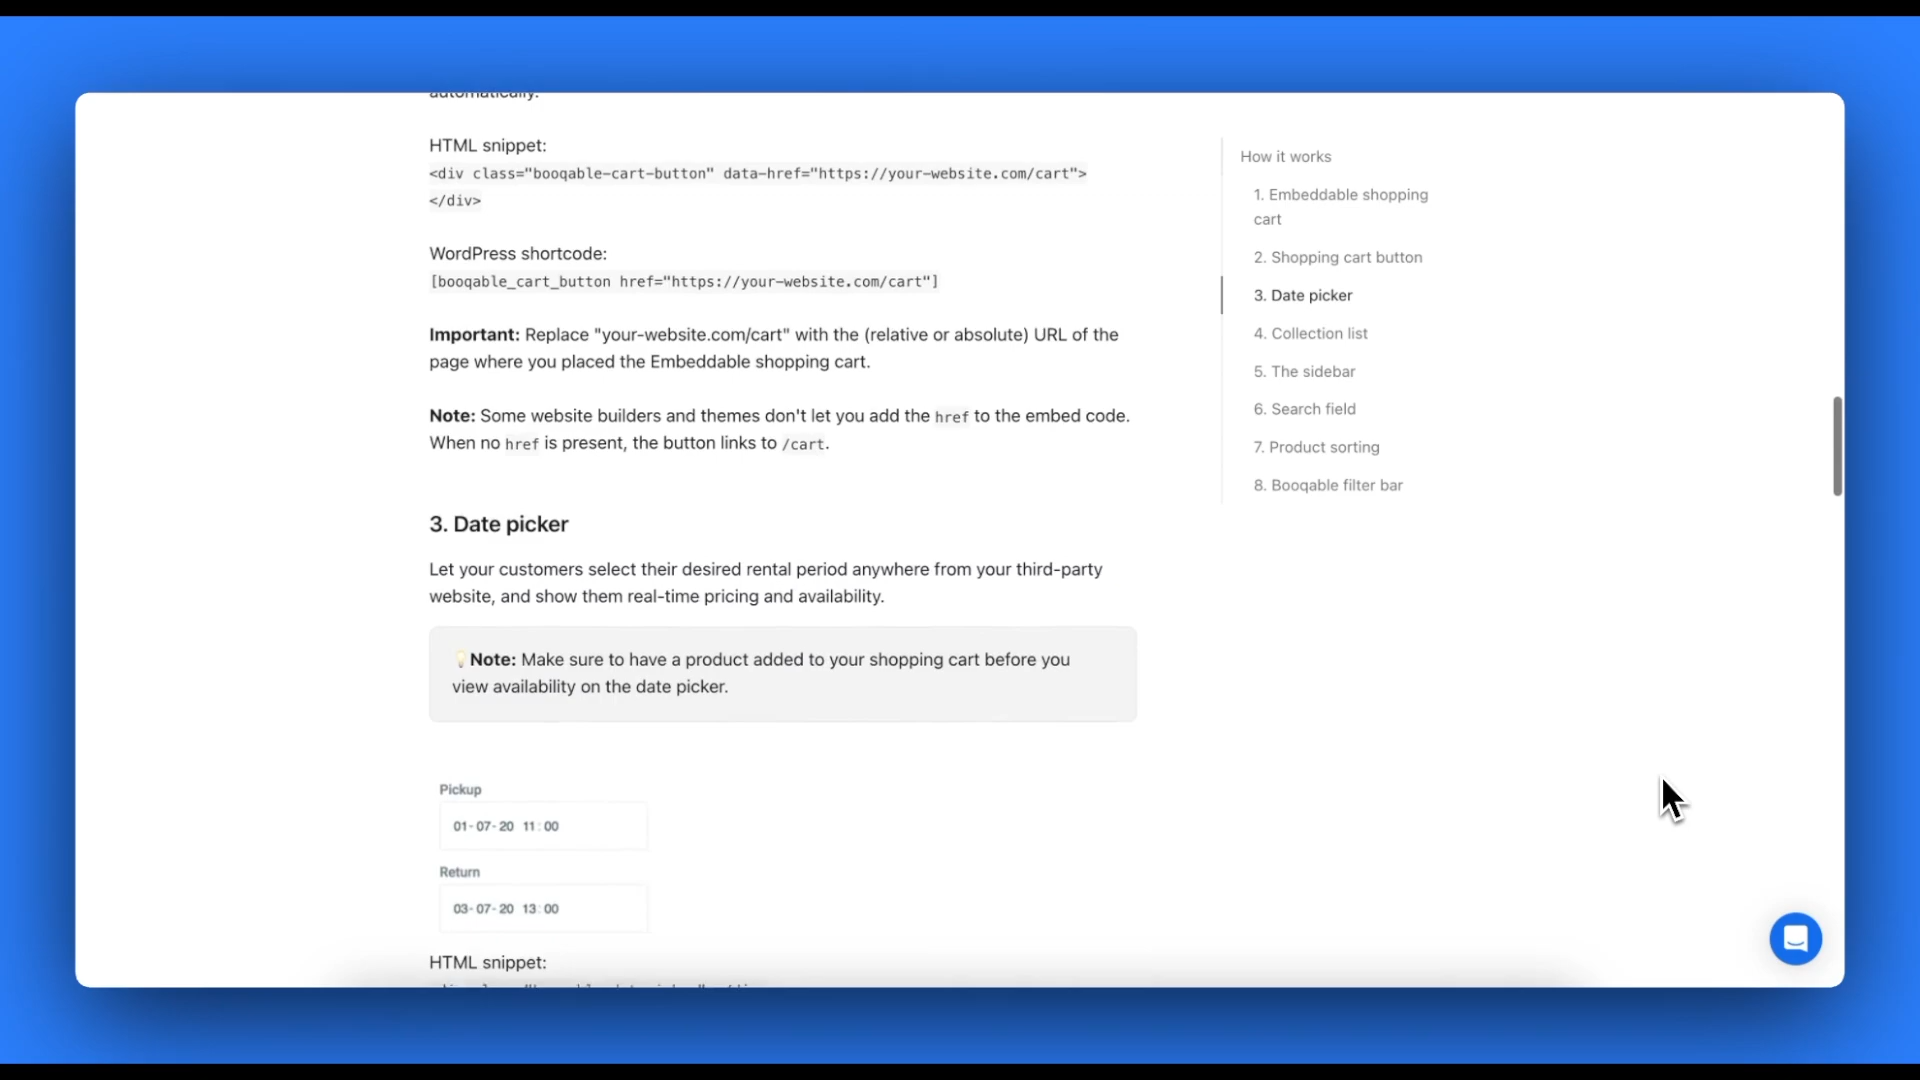 automatically.
HTML snippet:
<div class="booqable-cart-button" data-href="https://your-website.com/cart">
</div>
WordPress shortcode:
[booqable_cart_button href="https://your-website.com/cart"]
Important: Replace "your-website.com/cart" with the (relative or absolute) URL of the
page where you placed the Embeddable shopping cart.
Note: Some website builders and themes don't let you add the href to the embed code.
When no href is present, the button links to /cart.
3. Date picker
Let your customers select their desired rental period anywhere from your third-party
website, and show them real-time pricing and availability.
💡Note: Make sure to have a product added to your shopping cart before you
view availability on the date picker.
Pickup
01-07-20 11:00
Return
03-07-20 13:00
HTML snippet:
How it works
1. Embeddable shopping
cart
2. Shopping cart button
3. Date picker
4. Collection list
5. The sidebar
6. Search field
7. Product sorting
8. Booqable filter bar